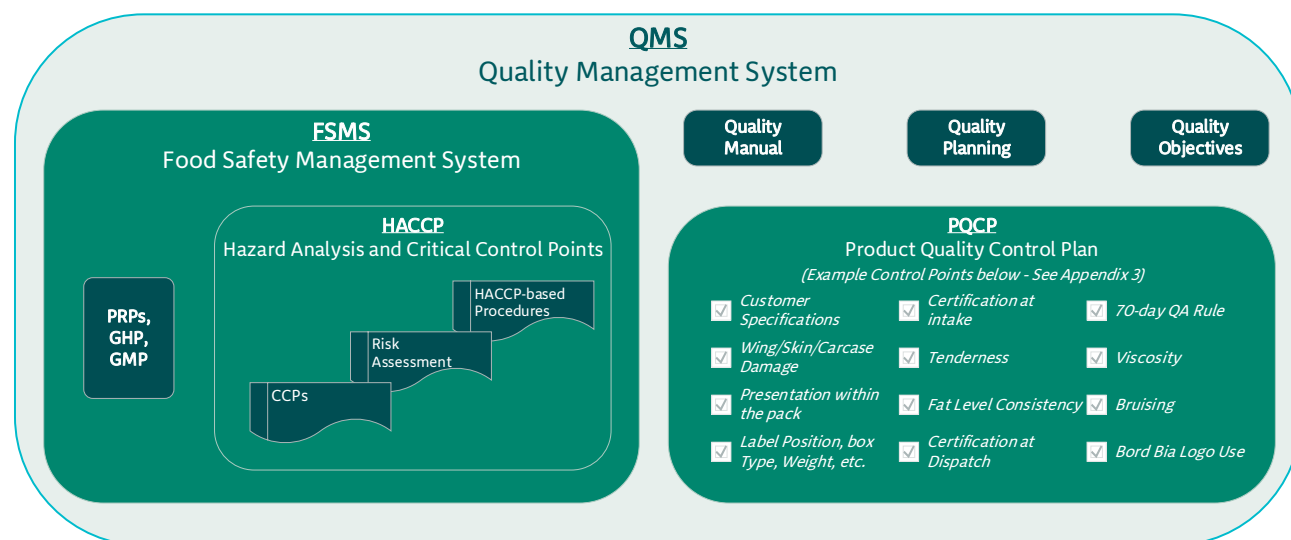 QMS
Quality Management System
FSMS
Food Safety Management System
HACCP
Hazard Analysis and Critical Control Points
PRPs,
GHP,
GMP
HACCP-based
Procedures
Risk
Assessment
CCPs
Quality
Manual
Quality
Planning
Quality
Objectives
PQCP
Product Quality Control Plan
(Example Control Points below - See Appendix 3)
Customer
Specifications
Certification at
intake
70-day QA Rule
Wing/Skin/Carcase
Damage
Tenderness
Viscosity
Presentation within
the pack
Fat Level Consistency
Bruising
Label Position, box
Type, Weight, etc.
Certification at
Dispatch
Bord Bia Logo Use